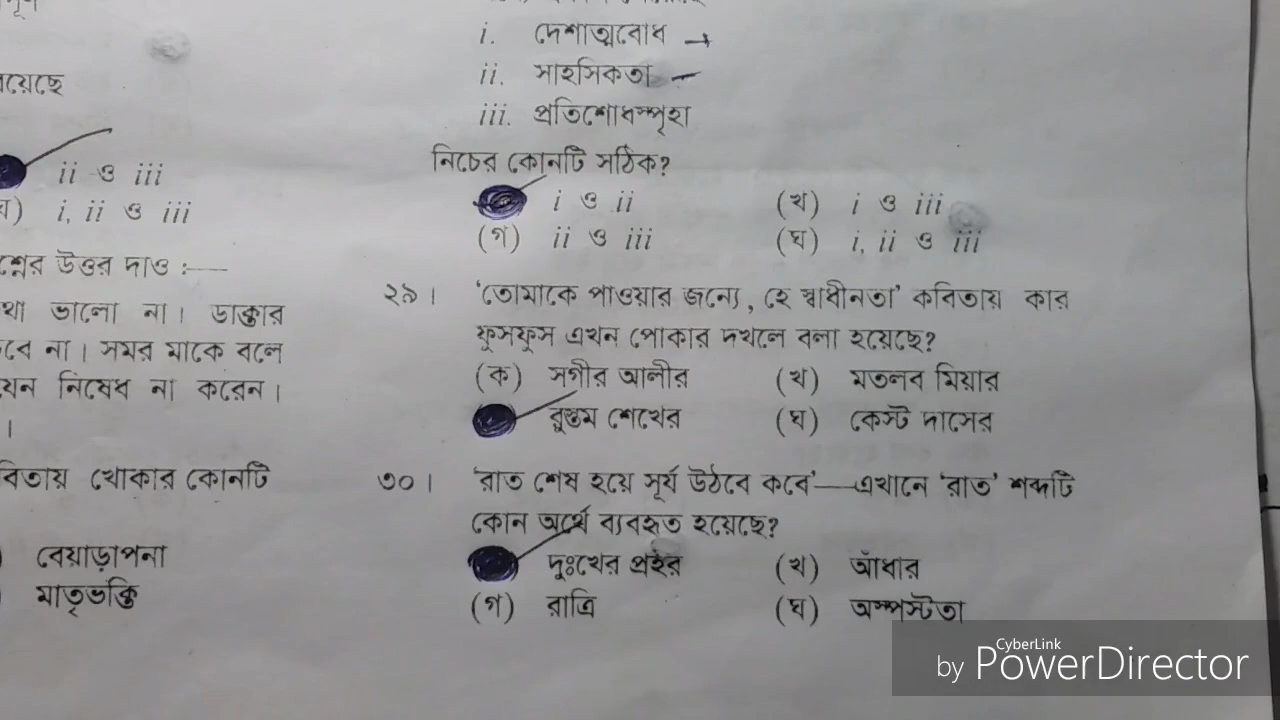 য়েছে
ii ও iii
i, ii ও iii
শ্নের উত্তর দাও :—
থা ভালো না। ডাক্তার
বে না। সমর মাকে বলে
যেন নিষেধ না করেন।
।
বিতায় খোকার কোনটি
বেয়াড়াপনা
মাতৃভক্তি
i. দেশাত্মবোধ
ii. সাহসিকতা
iii. প্রতিশোধস্পৃহা
নিচের কোনটি সঠিক?
i ও ii (খ) i ও iii
(গ) ii ও iii (ঘ) i, ii ও iii
২৯। ‘তোমাকে পাওয়ার জন্যে, হে স্বাধীনতা’ কবিতায় কার
ফুসফুস এখন পোকার দখলে বলা হয়েছে?
(ক) সগীর আলীর (খ) মতলব মিয়ার
রুস্তম শেখের (ঘ) কেস্ট দাসের
৩০। ‘রাত শেষ হয়ে সূর্য উঠবে কবে’—এখানে ‘রাত’ শব্দটি
কোন অর্থে ব্যবহৃত হয়েছে?
দুঃখের প্রহর (খ) আঁধার
(গ) রাত্রি (ঘ) অস্পস্টতা
CyberLink
by PowerDirector